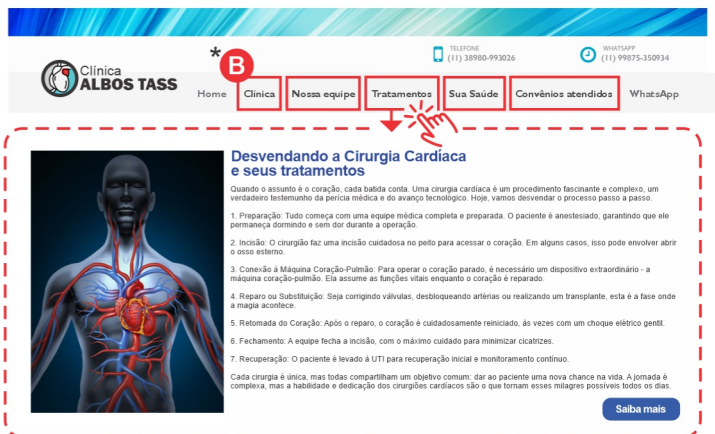 TELEFONE
(11) 38980-993026
WHATSAPP
(11) 99875-350934
*
B
Clínica
ALBOS TASS
Home Clínica Nossa equipe Tratamentos Sua Saúde Convênios atendidos WhatsApp
Desvendando a Cirurgia Cardíaca
e seus tratamentos
Quando o assunto é o coração, cada batida conta. Uma cirurgia cardíaca é um procedimento fascinante e complexo, um
verdadeiro testemunho da perícia médica e do avanço tecnológico. Hoje, vamos desvendar o processo passo a passo.
1. Preparação: Tudo começa com uma equipe médica completa e preparada. O paciente é anestesiado, garantindo que ele
permaneça dormindo e sem dor durante a operação.
2. Incisão: O cirurgião faz uma incisão cuidadosa no peito para acessar o coração. Em alguns casos, isso pode envolver abrir
o osso esterno.
3. Conexão à Máquina Coração-Pulmão: Para operar o coração parado, é necessário um dispositivo extraordinário - a
máquina coração-pulmão. Ela assume as funções vitais enquanto o coração é reparado.
4. Reparo ou Substituição: Seja corrigindo válvulas, desbloqueando artérias ou realizando um transplante, esta é a fase onde
a magia acontece.
5. Retomada do Coração: Após o reparo, o coração é cuidadosamente reiniciado, ás vezes com um choque elétrico gentil.
6. Fechamento: A equipe fecha a incisão, com o máximo cuidado para minimizar cicatrizes.
7. Recuperação: O paciente é levado à UTI para recuperação inicial e monitoramento contínuo.
Cada cirurgia é única, mas todas compartilham um objetivo comum: dar ao paciente uma nova chance na vida. A jornada é
complexa, mas a habilidade e dedicação dos cirurgiões cardíacos são o que tornam esses milagres possíveis todos os dias.
Saiba mais